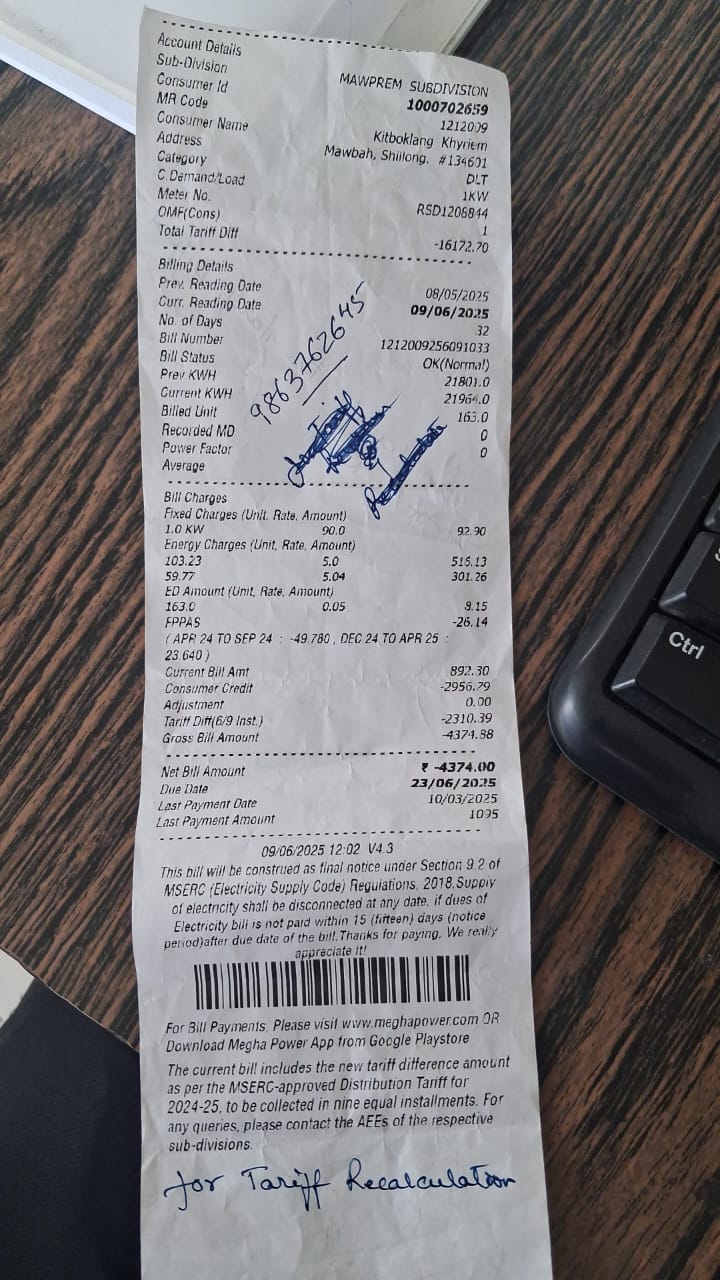 Account Details
Sub-Division MAWPREM SUBDIVISION
Consumer Id 1000702659
MR Code 1212009
Consumer Name Kitboklang Khyriem
Address Mawbah, Shillong. #134601
Category DLT
C.Demand/Load 1KW
Meter No. RSD1208844
OMF(Cons) 1
Total Tariff Diff -16172.70
Billing Details
Prev. Reading Date 08/05/2025
Curr. Reading Date 09/06/2025
No. of Days 32
Bill Number 1212009256091033
Bill Status OK(Normal)
Prev KWH 21801.0
Current KWH 21964.0
Billed Unit 163.0
Recorded MD 0
Power Factor 0
Average
9863762645
Bill Charges
Fixed Charges (Unit, Rate, Amount)
1.0 KW 90.0 92.90
Energy Charges (Unit, Rate, Amount)
103.23 5.0 516.13
59.77 5.04 301.26
ED Amount (Unit, Rate, Amount)
163.0 0.05 8.15
FPPAS -26.14
( APR 24 TO SEP 24 : -49.780 , DEC 24 TO APR 25 :
23.640 )
Current Bill Amt 892.30
Consumer Credit -2956.79
Adjustment 0.00
Tariff Diff(6/9 Inst.) -2310.39
Gross Bill Amount -4374.88
Net Bill Amount ₹ -4374.00
Due Date 23/06/2025
Last Payment Date 10/03/2025
Last Payment Amount 1095
09/06/2025 12:02 V4.3
This bill will be construed as final notice under Section 9.2 of
MSERC (Electricity Supply Code) Regulations, 2018.Supply
of electricity shall be disconnected at any date, if dues of
Electricity bill is not paid within 15 (fifteen) days (notice
period)after due date of the bill.Thanks for paying, We really
appreciate it!
For Bill Payments, Please visit www.meghapower.com OR
Download Megha Power App from Google Playstore
The current bill includes the new tariff difference amount
as per the MSERC-approved Distribution Tariff for
2024-25, to be collected in nine equal installments. For
any queries, please contact the AEEs of the respective
sub-divisions.
for Tariff Recalculation
Ctrl